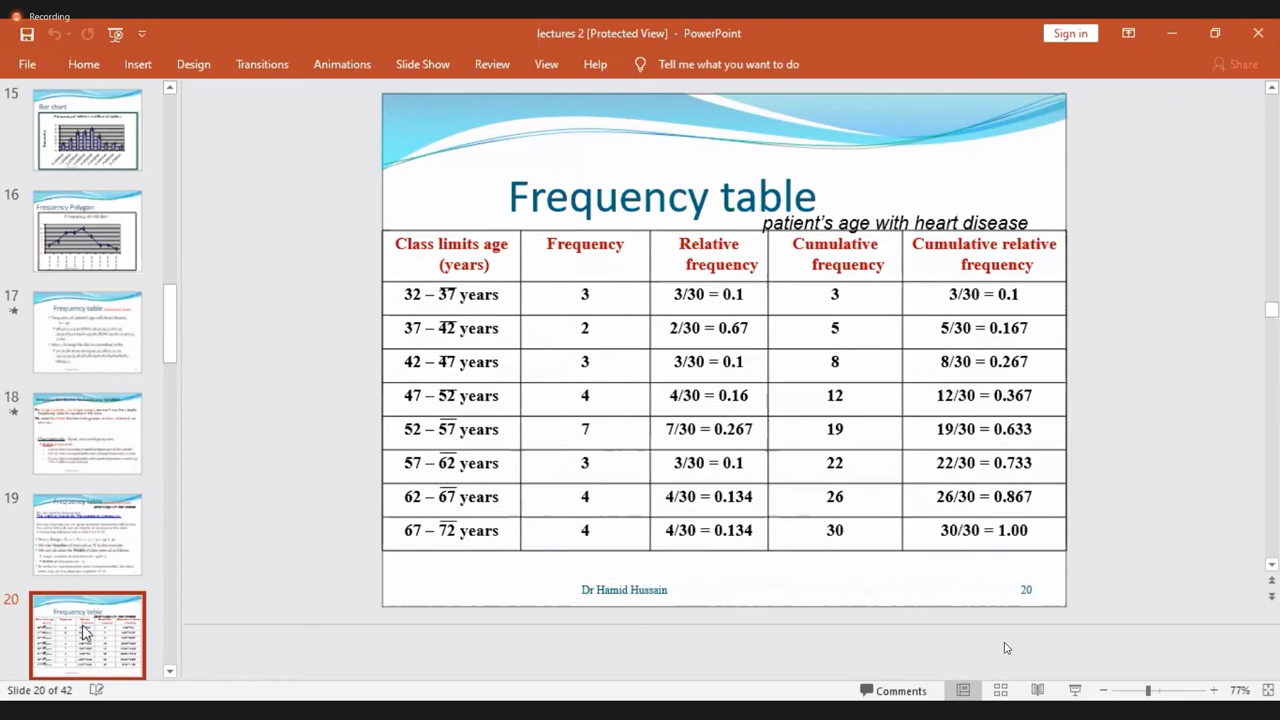 Recording
lectures 2 [Protected View] - PowerPoint
Sign in
File Home Insert Design Transitions Animations Slide Show Review View Help Tell me what you want to do Share
15
Bar chart
16
Frequency Polygon
17
Frequency table
18
19
Frequency table
20
Frequency table
Frequency table
patient's age with heart disease
Class limits age (years) Frequency Relative frequency Cumulative frequency Cumulative relative frequency
32 – 37 years 3 3/30 = 0.1 3 3/30 = 0.1
37 – 42 years 2 2/30 = 0.67 5 5/30 = 0.167
42 – 47 years 3 3/30 = 0.1 8 8/30 = 0.267
47 – 52 years 4 4/30 = 0.16 12 12/30 = 0.367
52 – 57 years 7 7/30 = 0.267 19 19/30 = 0.633
57 – 62 years 3 3/30 = 0.1 22 22/30 = 0.733
62 – 67 years 4 4/30 = 0.134 26 26/30 = 0.867
67 – 72 years 4 4/30 = 0.134 30 30/30 = 1.00
Dr Hamid Hussain
20
Slide 20 of 42
Comments
77%